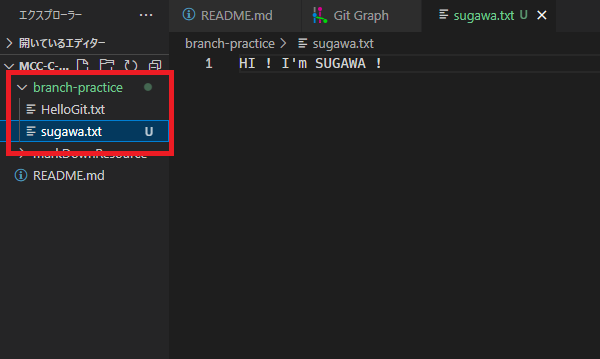 エクスプローラー ··· README.md Git Graph sugawa.txt U
開いているエディター branch-practice > sugawa.txt
MCC-C-... 1 HI ! I'm SUGAWA !
branch-practice
HelloGit.txt
sugawa.txt U
markDownResource
README.md